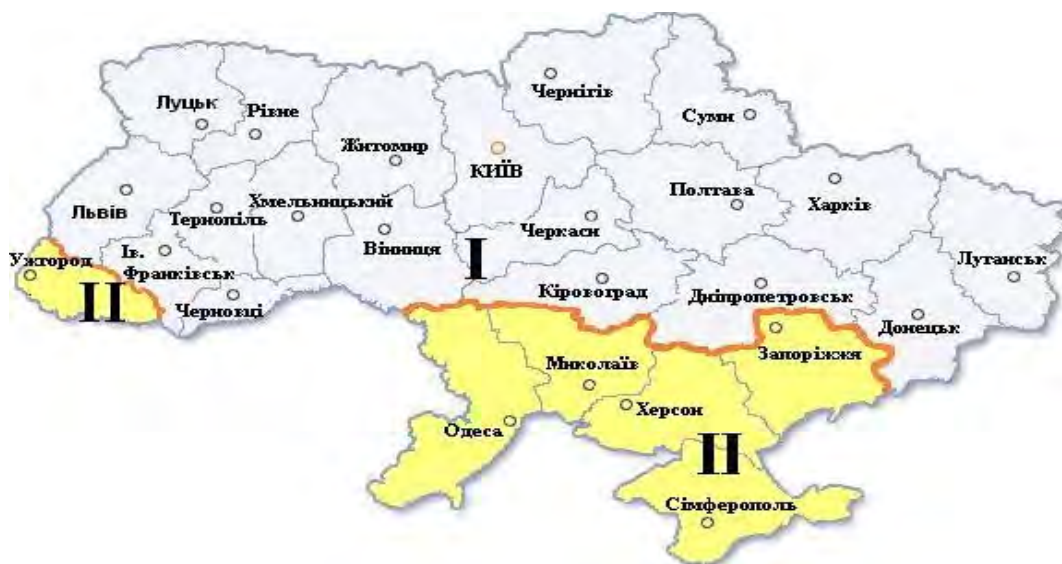 Чернігів
Луцьк
Рівне
Суми
Житомир
КИЇВ
Полтава
Харків
Львів
Тернопіль
Хмельницький
Вінниця
Черкаси
Ужгород
Ів.
Франківськ
I
Луганськ
II
Черновці
Кіровоград
Дніпропетровськ
Донецьк
Миколаїв
Запоріжжя
Херсон
Одеса
II
Сімферополь